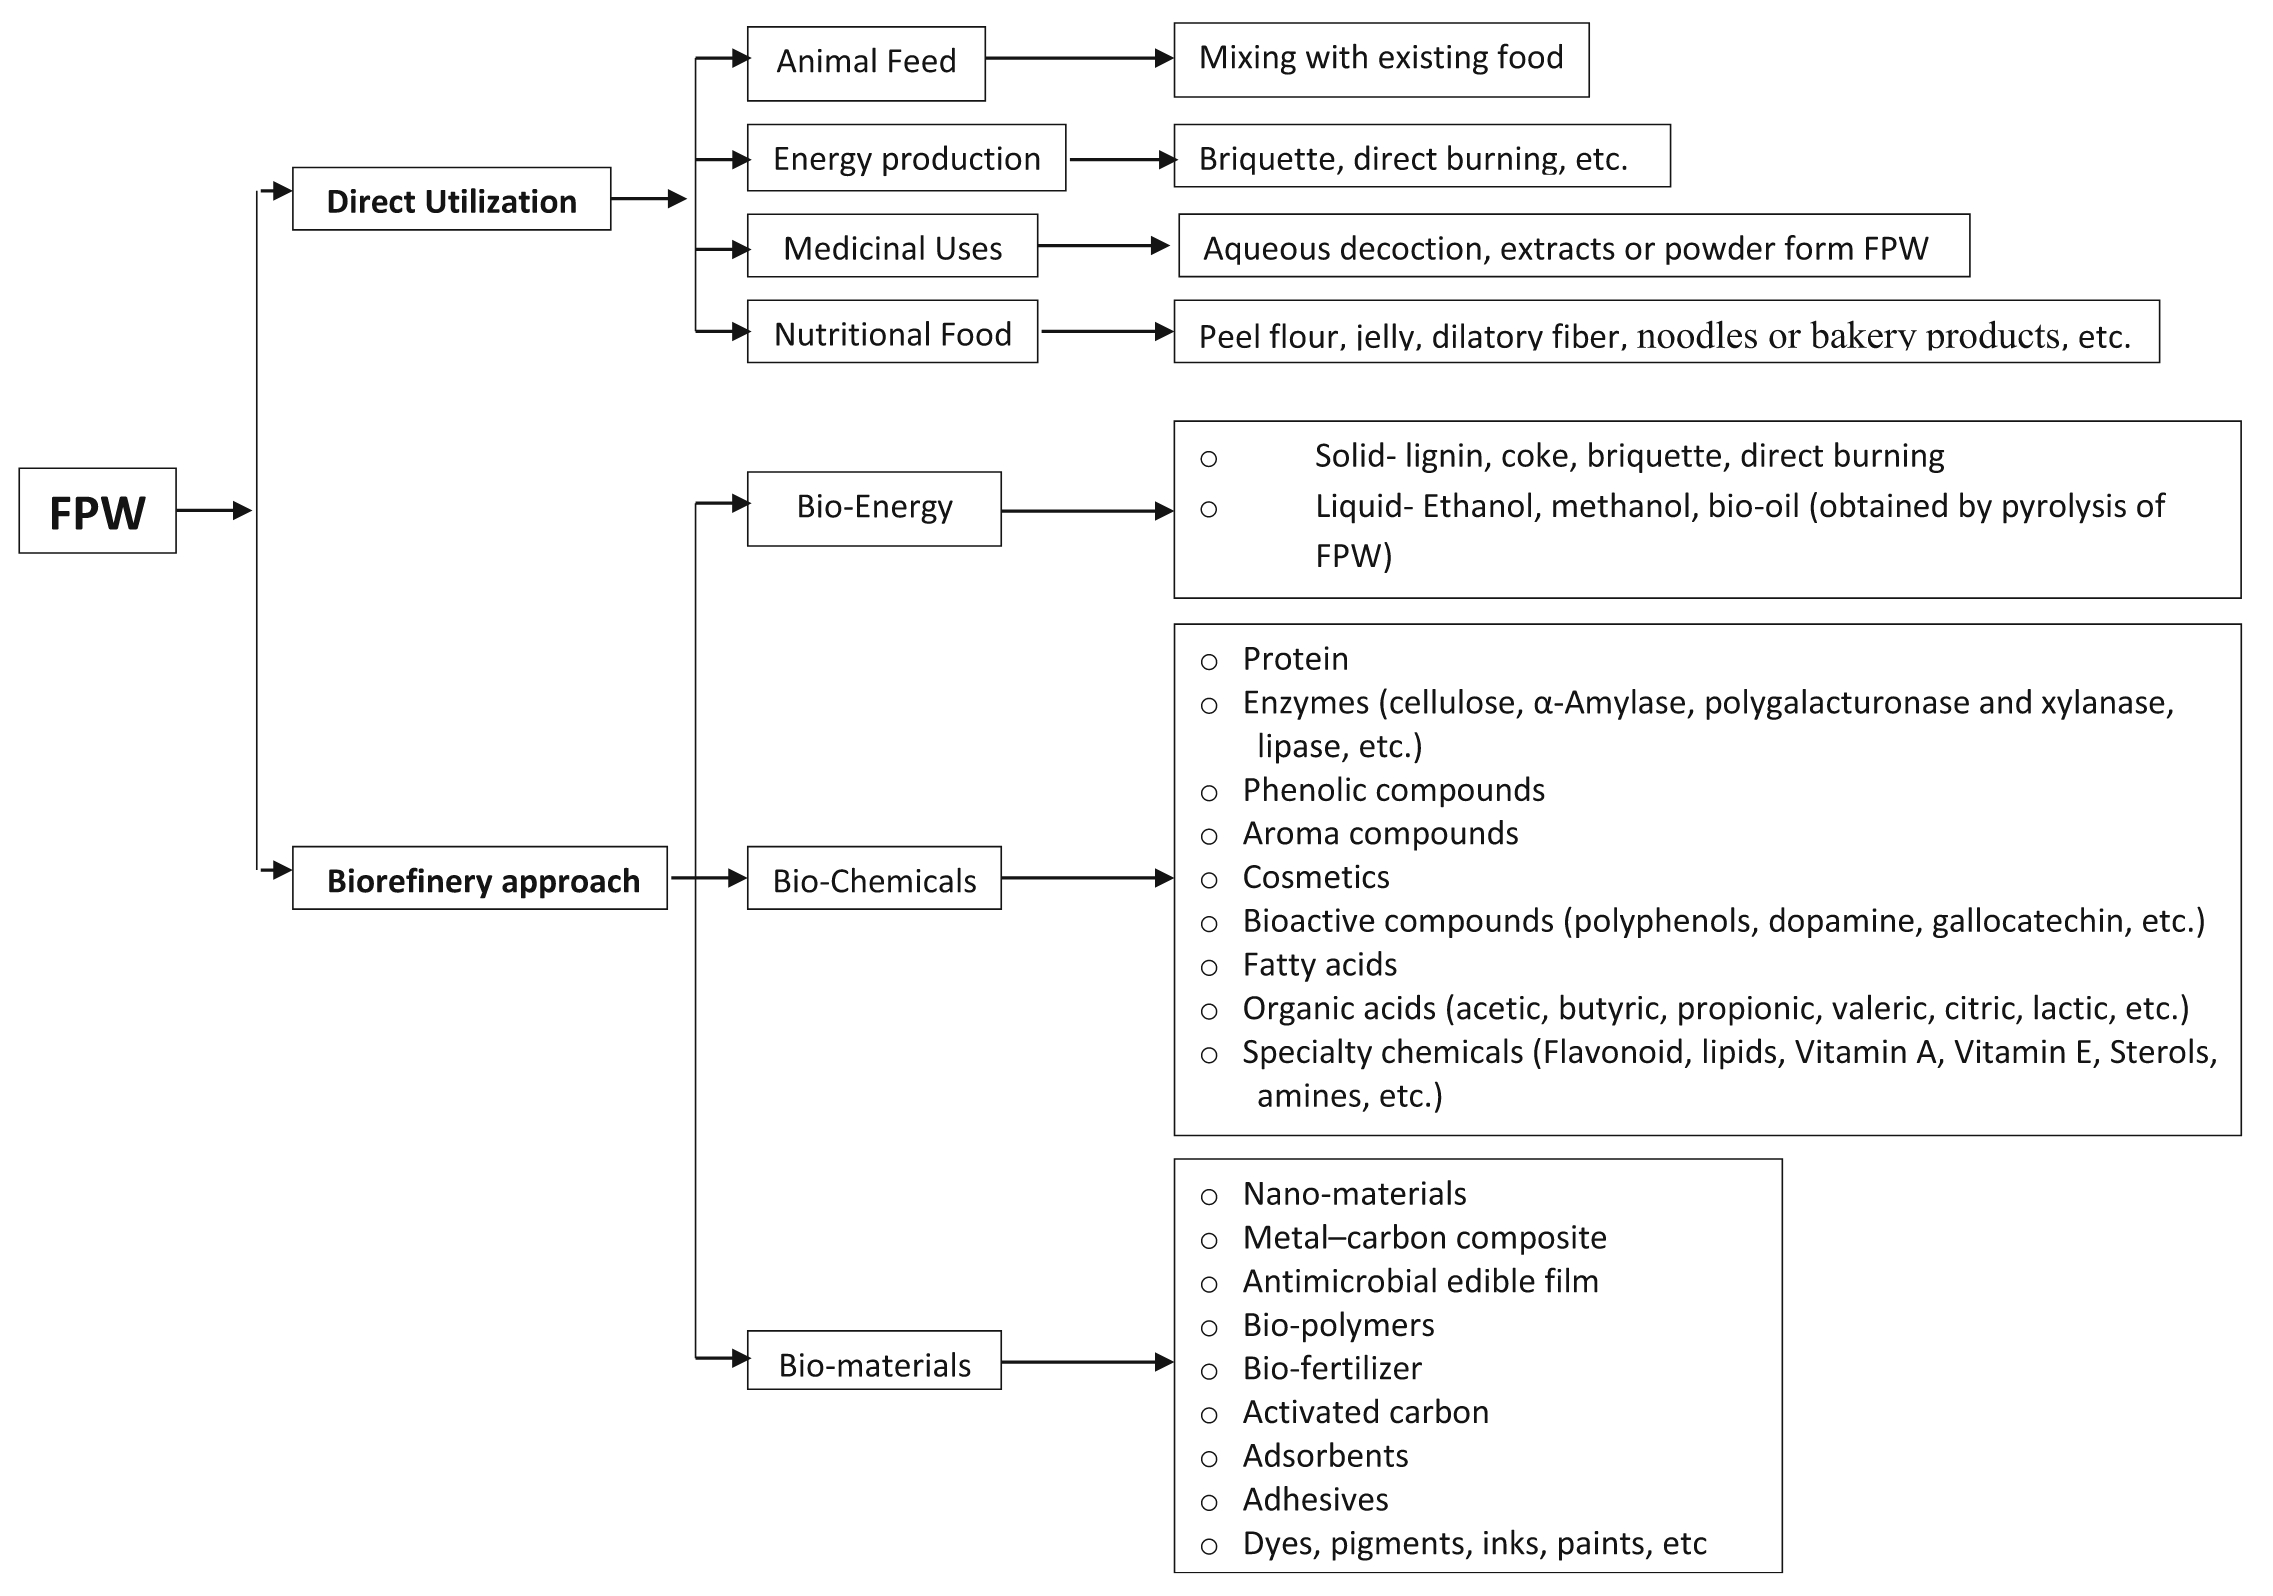 Animal Feed
Mixing with existing food
Energy production
Briquette, direct burning, etc.
Direct Utilization
Medicinal Uses
Aqueous decoction, extracts or powder form FPW
Nutritional Food
Peel flour, jelly, dilatory fiber, noodles or bakery products, etc.
FPW
Bio-Energy
○ Solid- lignin, coke, briquette, direct burning
○ Liquid- Ethanol, methanol, bio-oil (obtained by pyrolysis of
FPW)
Biorefinery approach
Bio-Chemicals
○ Protein
○ Enzymes (cellulose, α-Amylase, polygalacturonase and xylanase,
lipase, etc.)
○ Phenolic compounds
○ Aroma compounds
○ Cosmetics
○ Bioactive compounds (polyphenols, dopamine, gallocatechin, etc.)
○ Fatty acids
○ Organic acids (acetic, butyric, propionic, valeric, citric, lactic, etc.)
○ Specialty chemicals (Flavonoid, lipids, Vitamin A, Vitamin E, Sterols,
amines, etc.)
Bio-materials
○ Nano-materials
○ Metal–carbon composite
○ Antimicrobial edible film
○ Bio-polymers
○ Bio-fertilizer
○ Activated carbon
○ Adsorbents
○ Adhesives
○ Dyes, pigments, inks, paints, etc